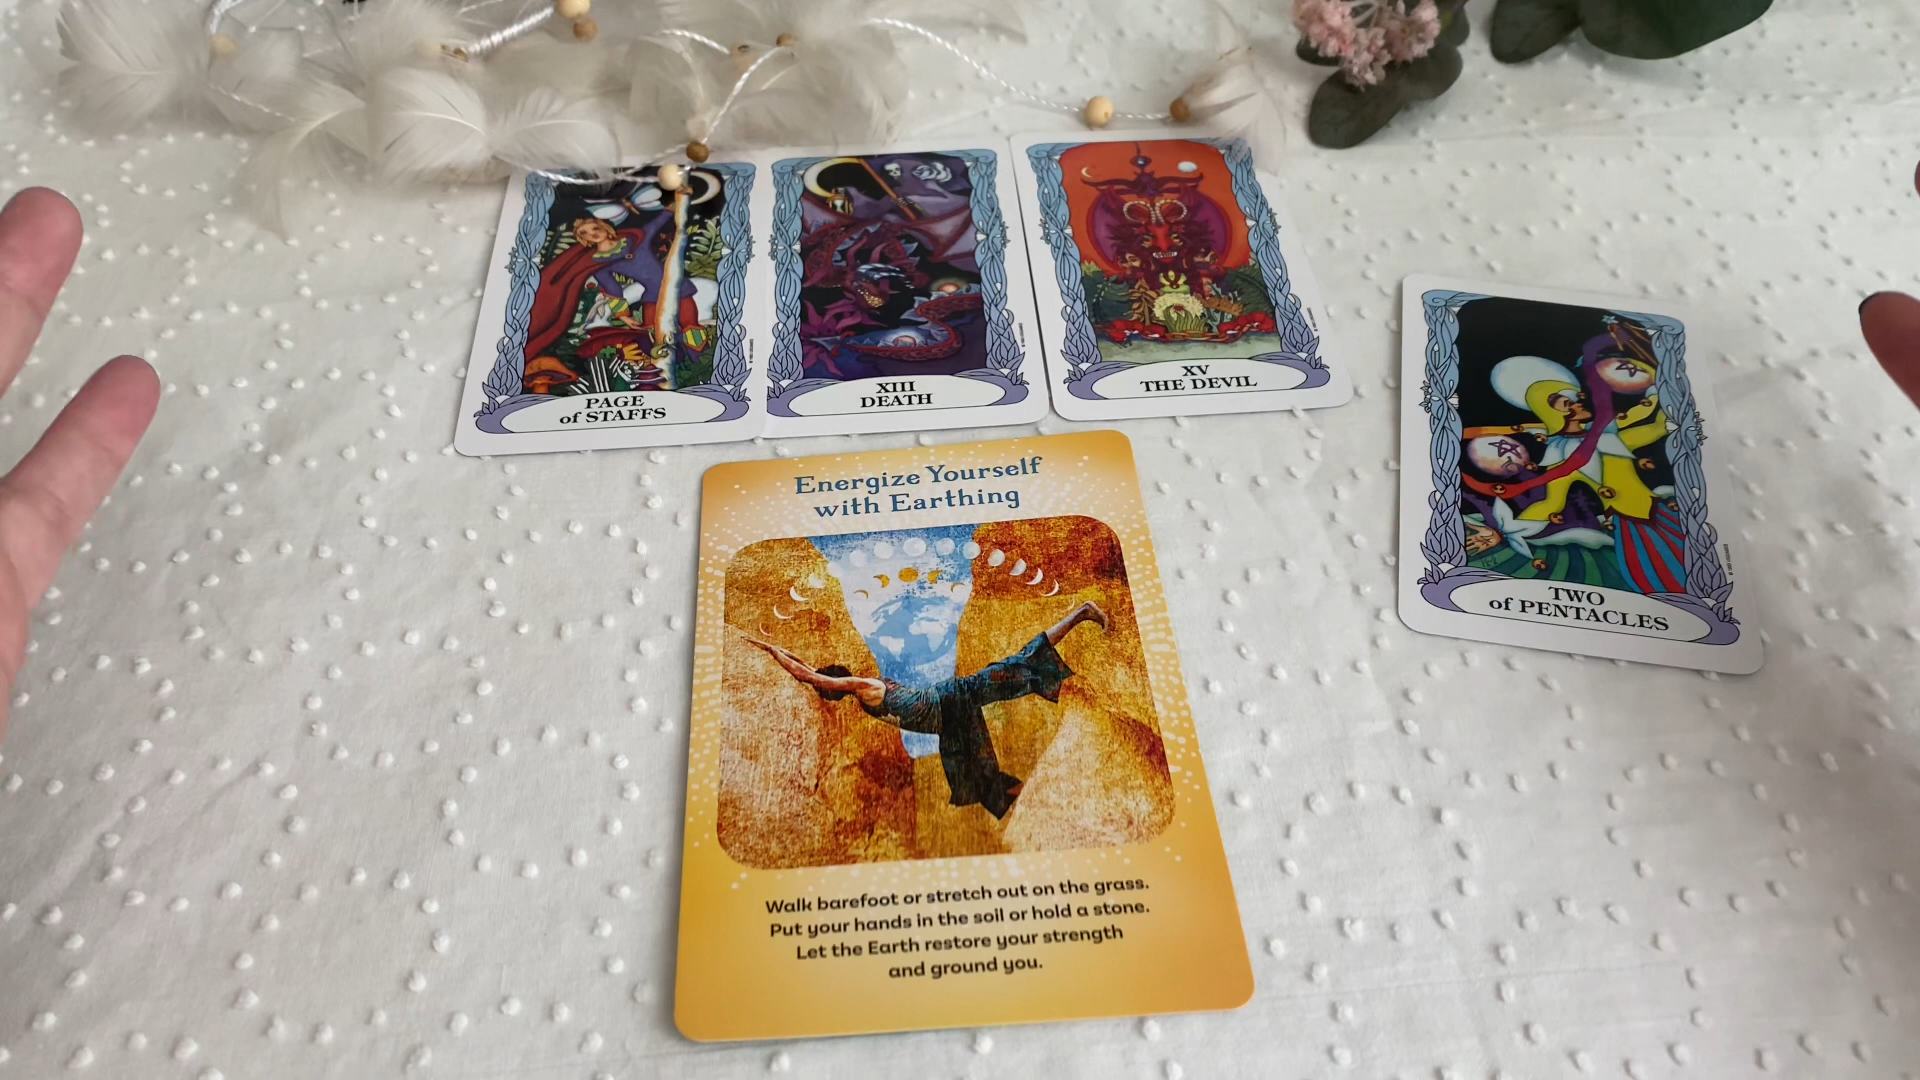 PAGE
of STAFFS
XIII
DEATH
XV
THE DEVIL
TWO
of PENTACLES
Energize Yourself
with Earthing
Walk barefoot or stretch out on the grass.
Put your hands in the soil or hold a stone.
Let the Earth restore your strength
and ground you.